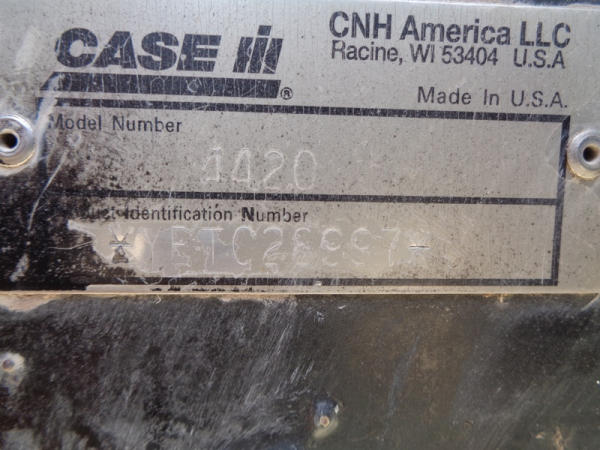 CASE IH®
CNH America LLC
Racine, WI 53404 U.S.A
Made In U.S.A.
Model Number
4420
Identification Number